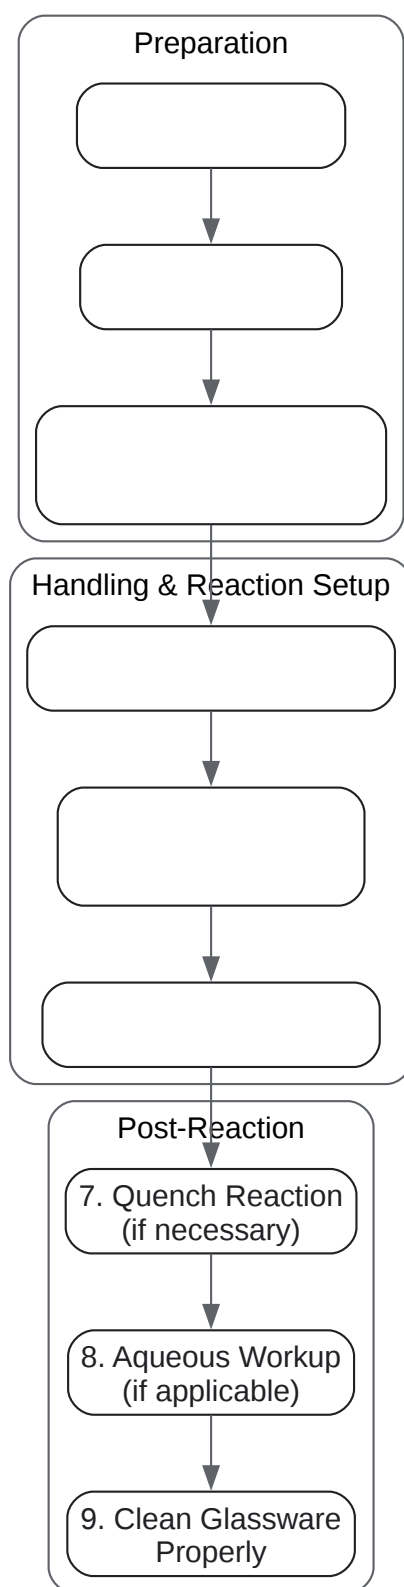 Preparation
Handling & Reaction Setup
Post-Reaction
7. Quench Reaction
(if necessary)
8. Aqueous Workup
(if applicable)
9. Clean Glassware
Properly